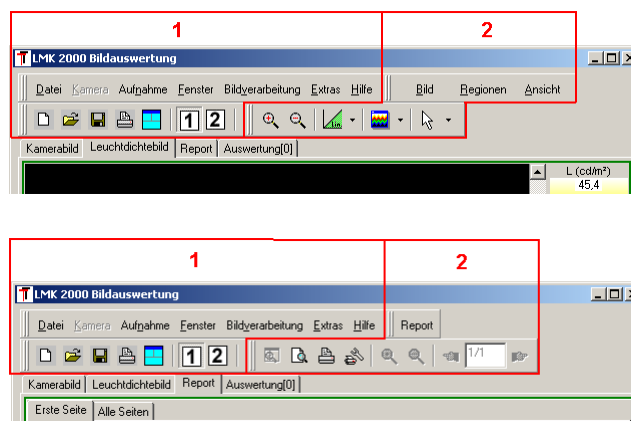 1 2
LMK 2000 Bildauswertung
Datei Kamera Aufnahme Fenster Bildverarbeitung Extras Hilfe Bild Regionen Ansicht
1 2 Lin
Kamerabild Leuchtdichtebild Report Auswertung[0]
L (cd/m²)
45,4
1 2
LMK 2000 Bildauswertung
Datei Kamera Aufnahme Fenster Bildverarbeitung Extras Hilfe Report
1 2 1/1
Kamerabild Leuchtdichtebild Report Auswertung[0]
Erste Seite Alle Seiten